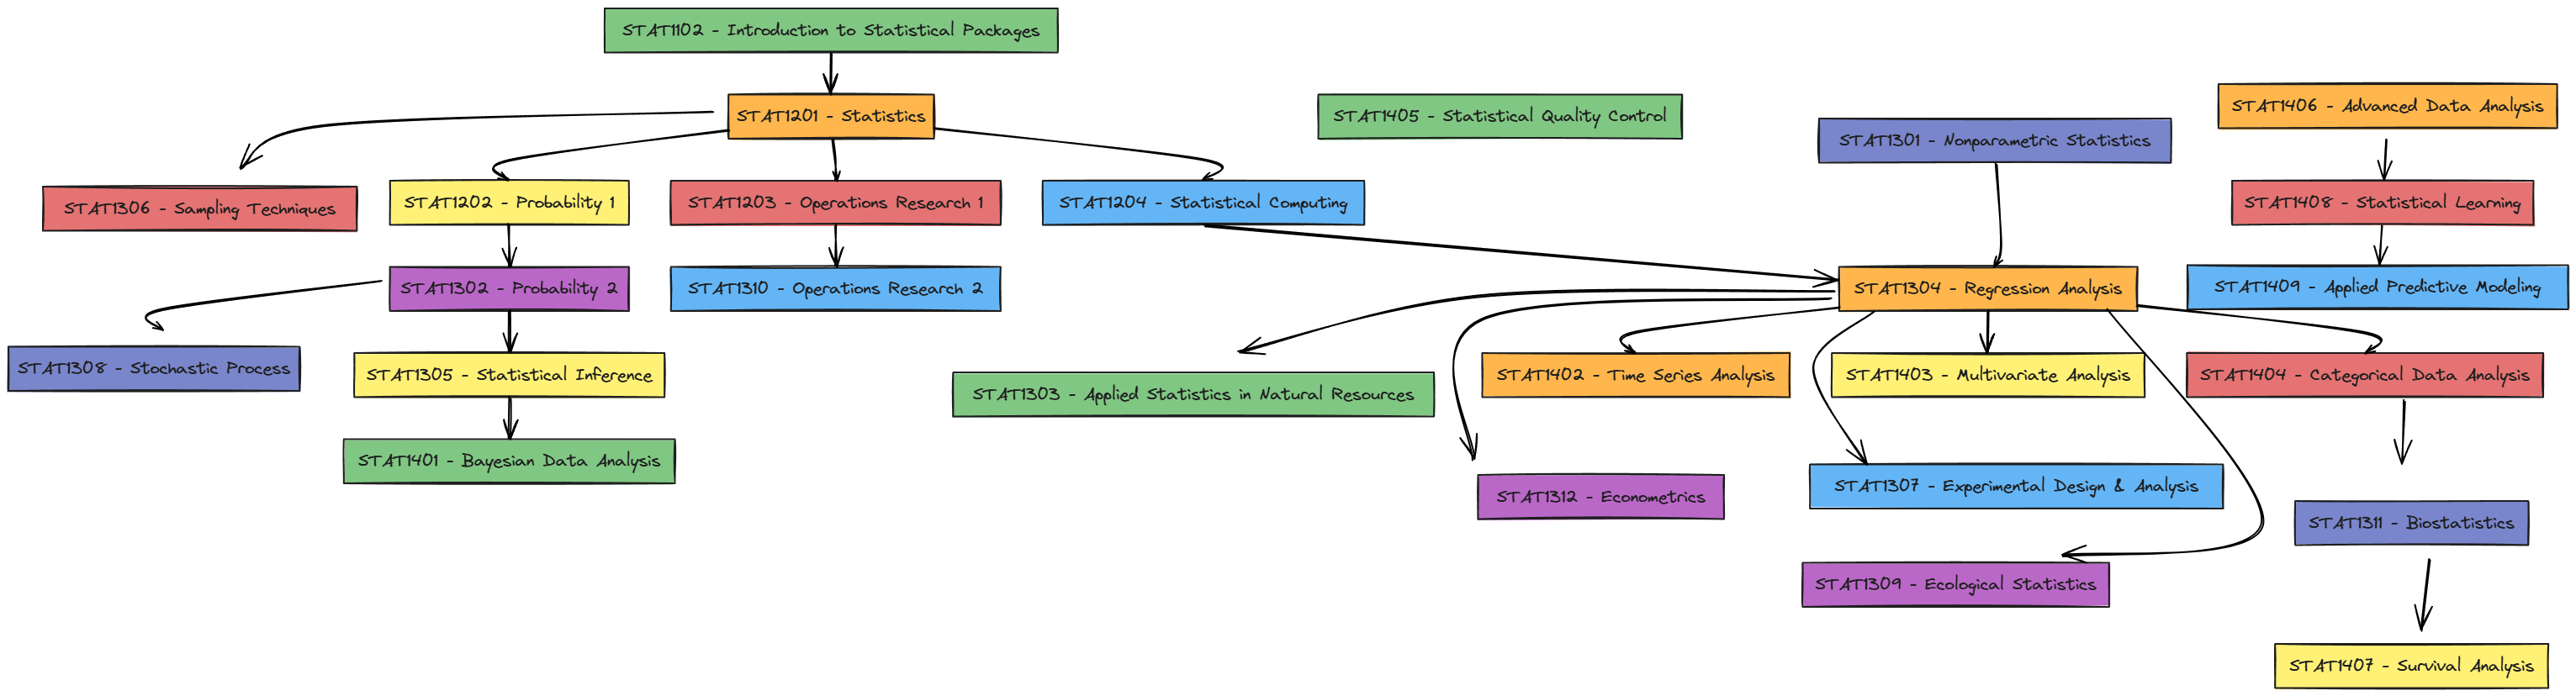 STAT1102 - Introduction to Statistical Packages
STAT1201 - Statistics
STAT1405 - Statistical Quality Control
STAT1406 - Advanced Data Analysis
STAT1301 - Nonparametric Statistics
STAT1306 - Sampling Techniques
STAT1202 - Probability 1
STAT1203 - Operations Research 1
STAT1204 - Statistical Computing
STAT1408 - Statistical Learning
STAT1302 - Probability 2
STAT1310 - Operations Research 2
STAT1304 - Regression Analysis
STAT1409 - Applied Predictive Modeling
STAT1308 - Stochastic Process
STAT1305 - Statistical Inference
STAT1303 - Applied Statistics in Natural Resources
STAT1402 - Time Series Analysis
STAT1403 - Multivariate Analysis
STAT1404 - Categorical Data Analysis
STAT1401 - Bayesian Data Analysis
STAT1312 - Econometrics
STAT1307 - Experimental Design & Analysis
STAT1311 - Biostatistics
STAT1309 - Ecological Statistics
STAT1407 - Survival Analysis